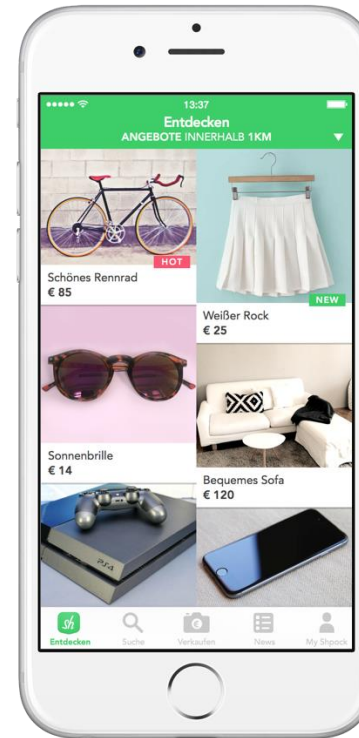 13:37
Entdecken
ANGEBOTE INNERHALB 1KM
HOT
Schönes Rennrad
€ 85
NEW
Weißer Rock
€ 25
Sonnenbrille
€ 14
Bequemes Sofa
€ 120
PS4
sh
Entdecken
Suche
Verkaufen
News
My Shpock